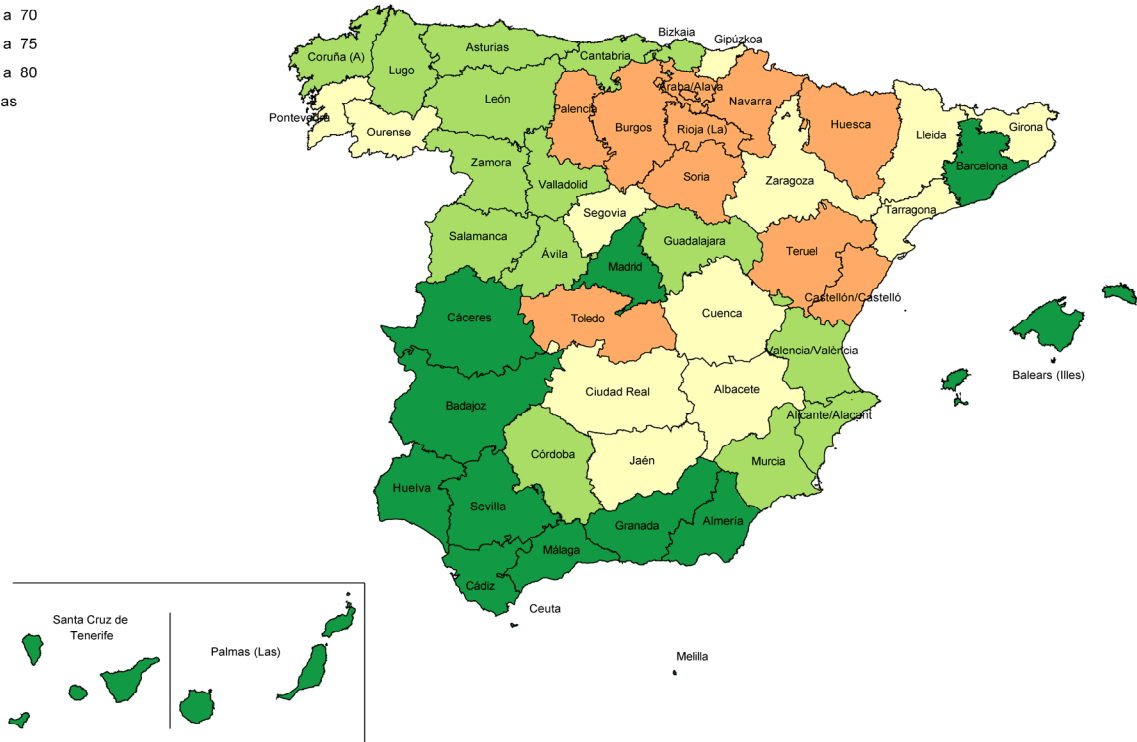 a 70
a 75
a 80
as
Bizkaia
Gipúzkoa
Coruña (A)
Lugo
Asturias
Cantabria
Araba/Alava
Navarra
León
Palencia
Burgos
Rioja (La)
Huesca
Lleida
Girona
Pontevedra
Ourense
Barcelona
Zamora
Valladolid
Soria
Zaragoza
Segovia
Tarragona
Salamanca
Ávila
Guadalajara
Madrid
Teruel
Castellón/Castelló
Cáceres
Toledo
Cuenca
Valencia/València
Balears (Illes)
Badajoz
Ciudad Real
Albacete
Alicante/Alacant
Córdoba
Jaén
Murcia
Huelva
Sevilla
Granada
Almería
Málaga
Cádiz
Ceuta
Santa Cruz de
Tenerife
Palmas (Las)
Melilla